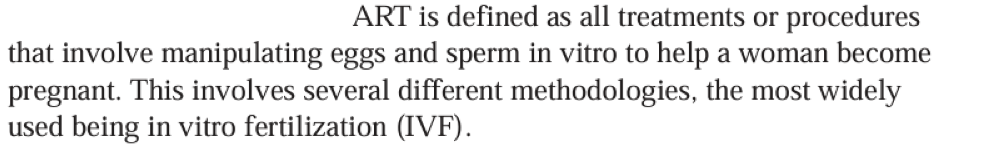 ART is defined as all treatments or procedures
that involve manipulating eggs and sperm in vitro to help a woman become
pregnant. This involves several different methodologies, the most widely
used being in vitro fertilization (IVF).